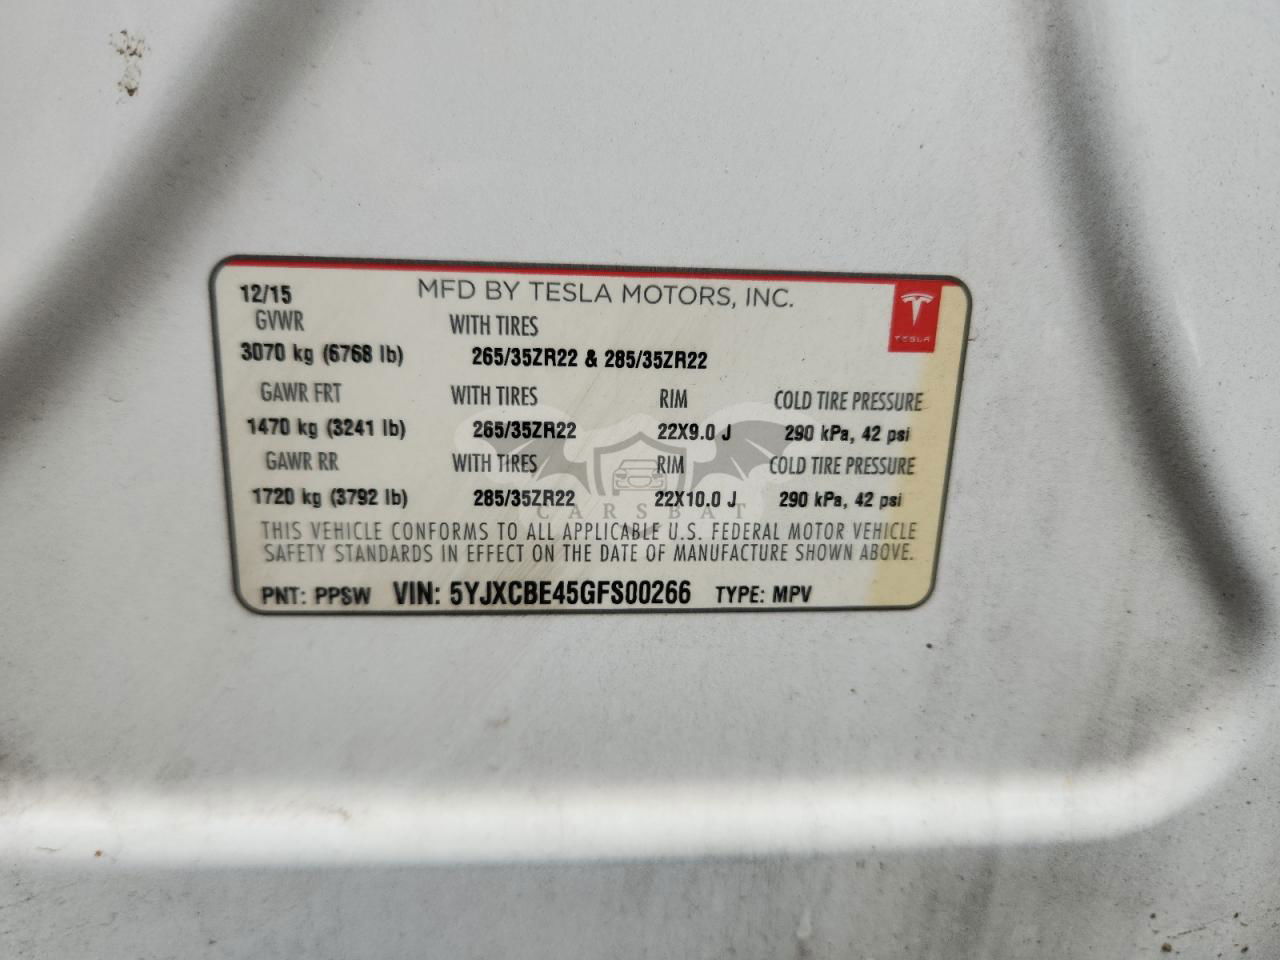 12/15 MFD BY TESLA MOTORS, INC.
TESLA
GVWR WITH TIRES
3070 kg (6768 lb) 265/35ZR22 & 285/35ZR22
GAWR FRT WITH TIRES RIM COLD TIRE PRESSURE
1470 kg (3241 lb) 265/35ZR22 22X9.0 J 290 kPa, 42 psi
GAWR RR WITH TIRES RIM COLD TIRE PRESSURE
1720 kg (3792 lb) 285/35ZR22 22X10.0 J 290 kPa, 42 psi
CARSBAT
THIS VEHICLE CONFORMS TO ALL APPLICABLE U.S. FEDERAL MOTOR VEHICLE
SAFETY STANDARDS IN EFFECT ON THE DATE OF MANUFACTURE SHOWN ABOVE.
PNT: PPSW VIN: 5YJXCBE45GFS00266 TYPE: MPV